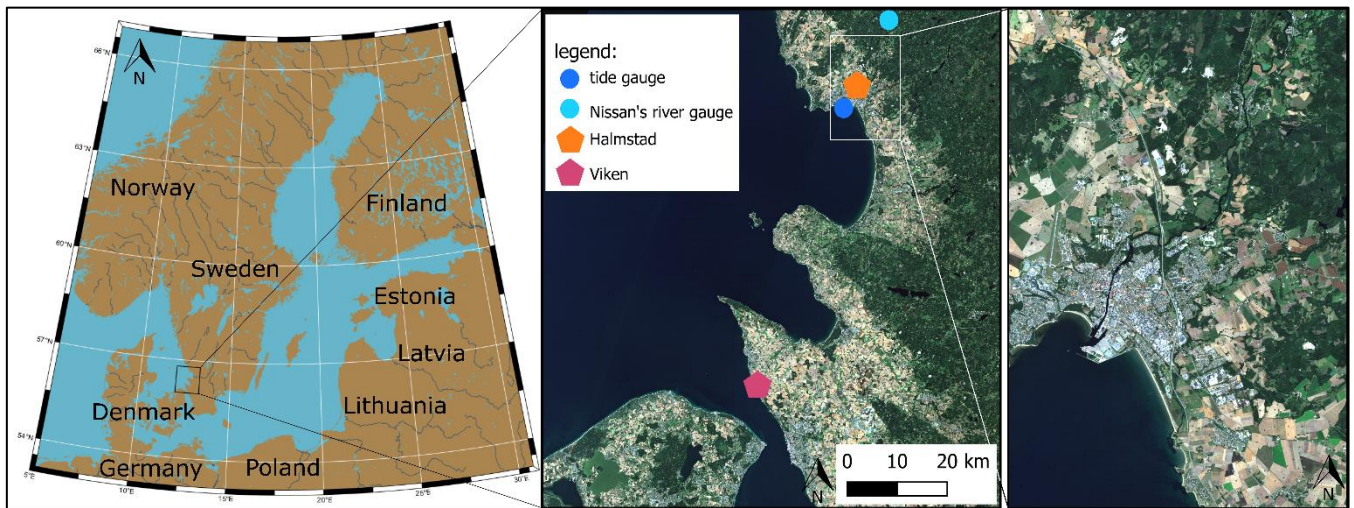 66°N
63°N
60°N
57°N
54°N
5°E
10°E
15°E
20°E
25°E
30°E
N
Norway
Finland
Sweden
Estonia
Latvia
Denmark
Lithuania
Germany
Poland
legend:
tide gauge
Nissan's river gauge
Halmstad
Viken
0 10 20 km
N
N